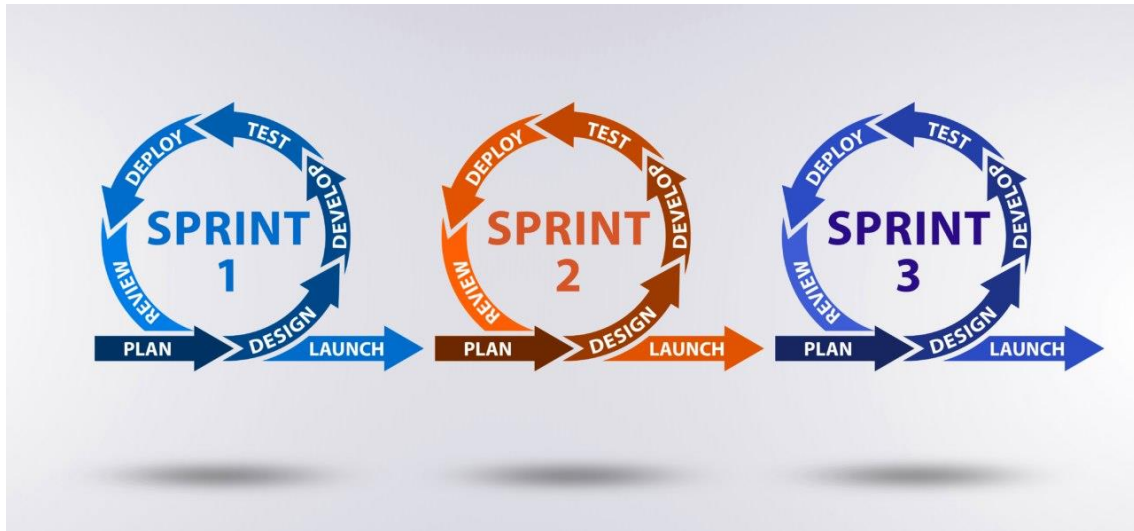 SPRINT
1
PLAN
DESIGN
DEVELOP
TEST
DEPLOY
REVIEW
LAUNCH
SPRINT
2
PLAN
DESIGN
DEVELOP
TEST
DEPLOY
REVIEW
LAUNCH
SPRINT
3
PLAN
DESIGN
DEVELOP
TEST
DEPLOY
REVIEW
LAUNCH